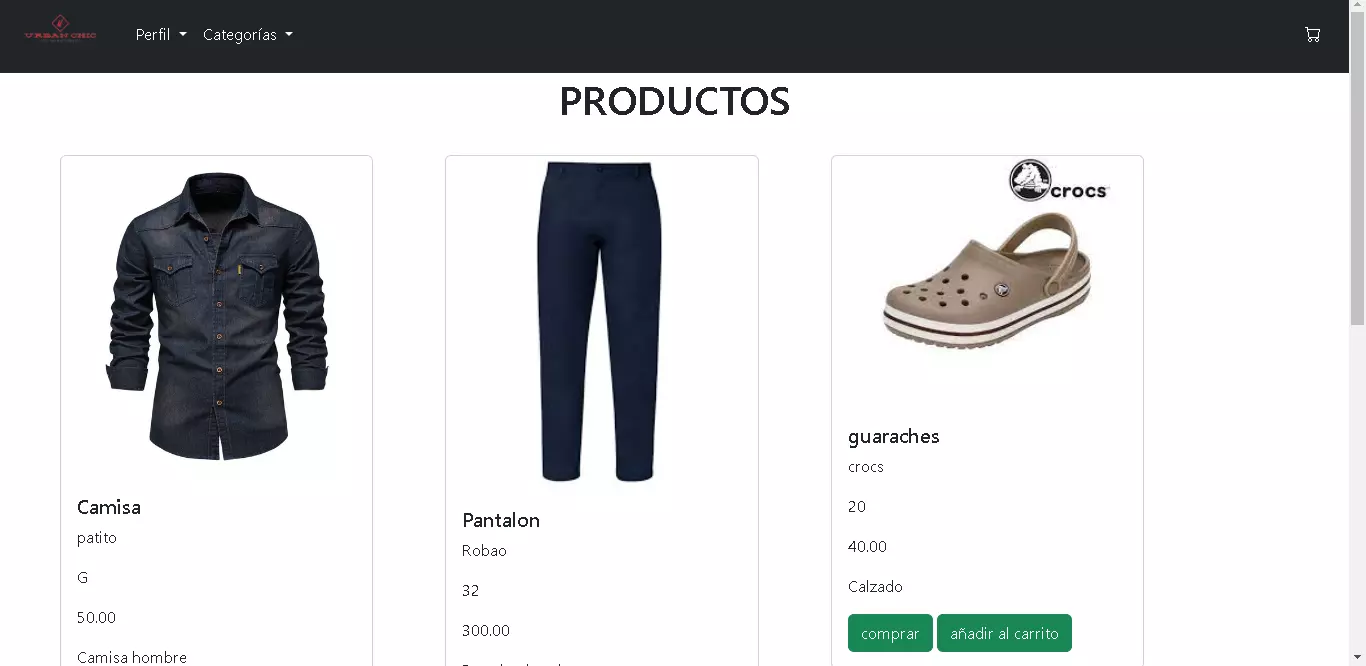 URBAN CHIC
Perfil
Categorías
PRODUCTOS
Camisa
patito
G
50.00
Camisa hombre
Pantalon
Robao
32
300.00
crocs
guaraches
crocs
20
40.00
Calzado
comprar
añadir al carrito